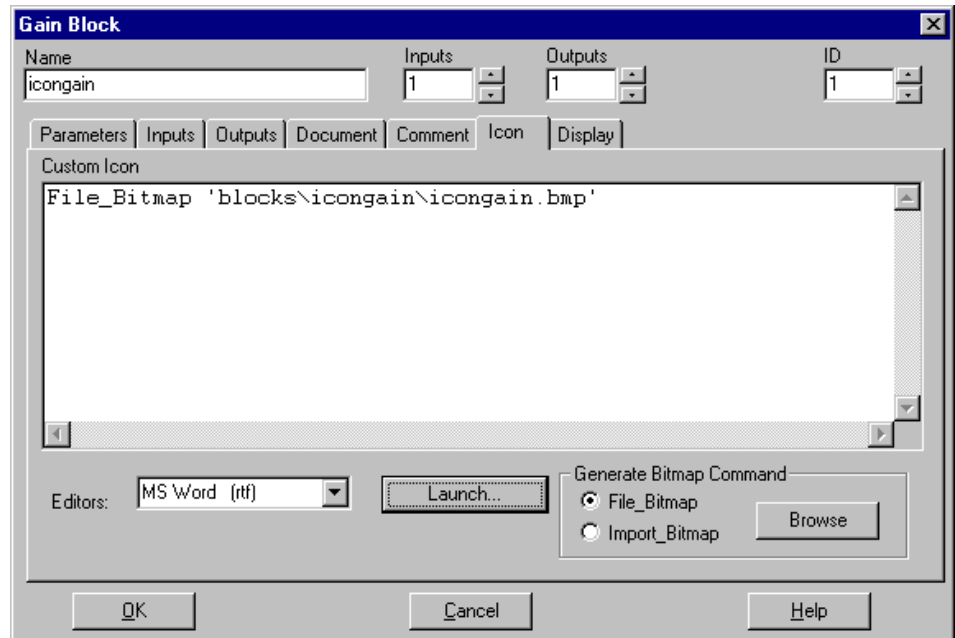 Gain Block
Name Inputs Outputs ID
icongain 1 1 1
Parameters Inputs Outputs Document Comment Icon Display
Custom Icon
File_Bitmap 'blocks\icongain\icongain.bmp'
Generate Bitmap Command
Editors: MS Word (rtf) Launch... File_Bitmap
Import_Bitmap Browse
OK Cancel Help